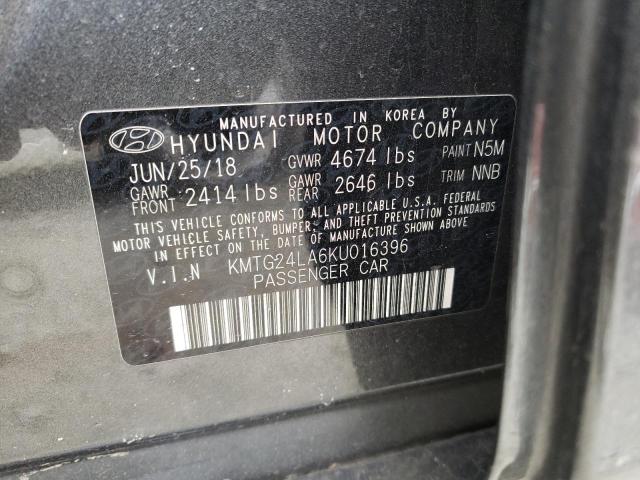 MANUFACTURED IN KOREA BY
HYUNDAI MOTOR COMPANY
JUN/25/18 GVWR 4674 lbs PAINT N5M
GAWR FRONT 2414 lbs GAWR REAR 2646 lbs TRIM NNB
THIS VEHICLE CONFORMS TO ALL APPLICABLE U.S.A. FEDERAL
MOTOR VEHICLE SAFETY, BUMPER, AND THEFT PREVENTION STANDARDS
IN EFFECT ON THE DATE OF MANUFACTURE SHOWN ABOVE.
V.I.N KMTG24LA6KU016396
PASSENGER CAR